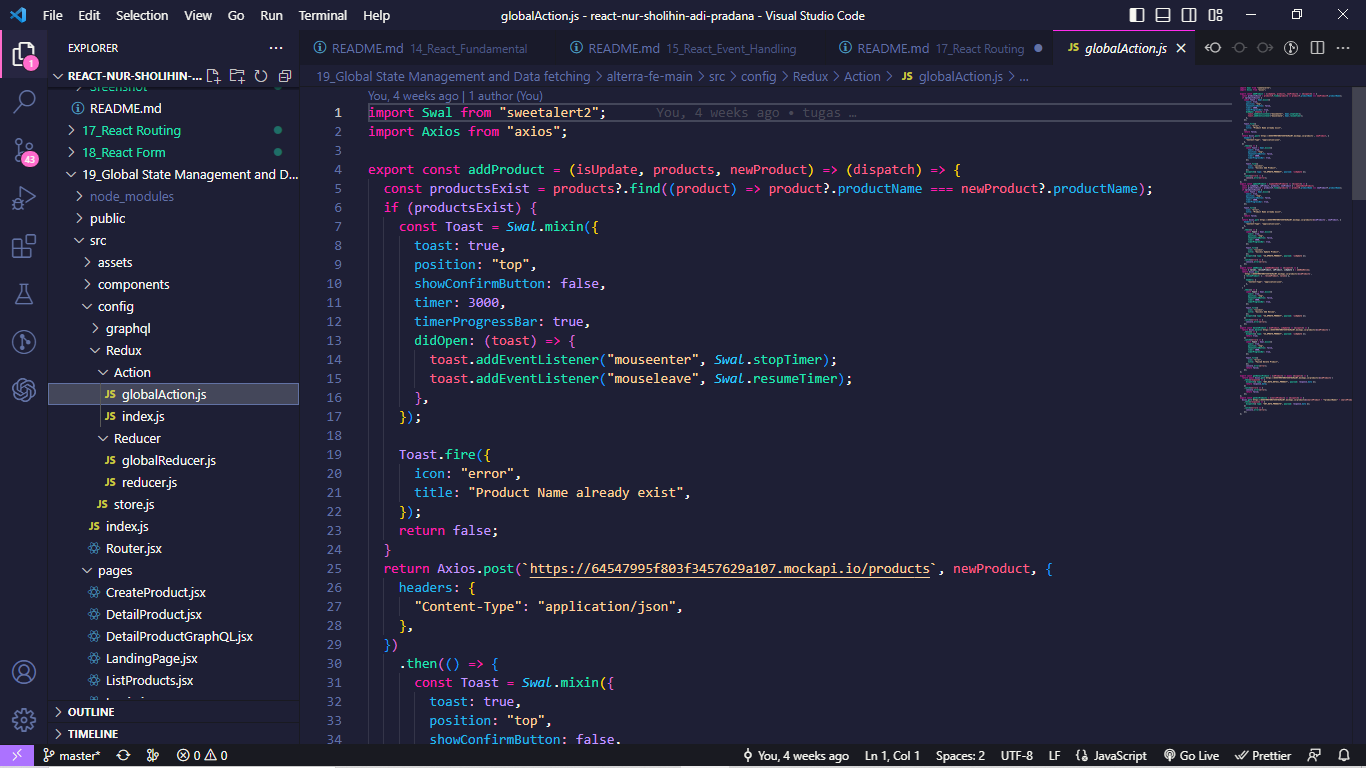 File Edit Selection View Go Run Terminal Help
globalAction.js - react-nur-sholihin-adi-pradana - Visual Studio Code
EXPLORER
README.md 14_React_Fundamental
README.md 15_React_Event_Handling
README.md 17_React Routing
JS globalAction.js
REACT-NUR-SHOLIHIN-...
19_Global State Management and Data fetching > alterra-fe-main > src > config > Redux > Action > JS globalAction.js > ...
README.md
17_React Routing
18_React Form
19_Global State Management and D...
node_modules
public
src
assets
components
config
graphql
Redux
Action
JS globalAction.js
JS index.js
Reducer
JS globalReducer.js
JS reducer.js
JS store.js
JS index.js
Router.jsx
pages
CreateProduct.jsx
DetailProduct.jsx
DetailProductGraphQL.jsx
LandingPage.jsx
ListProducts.jsx
OUTLINE
TIMELINE
1
43
You, 4 weeks ago | 1 author (You)
1 import Swal from "sweetalert2"; You, 4 weeks ago • tugas …
2 import Axios from "axios";
3
4 export const addProduct = (isUpdate, products, newProduct) => (dispatch) => {
5 const productsExist = products?.find((product) => product?.productName === newProduct?.productName);
6 if (productsExist) {
7 const Toast = Swal.mixin({
8 toast: true,
9 position: "top",
10 showConfirmButton: false,
11 timer: 3000,
12 timerProgressBar: true,
13 didOpen: (toast) => {
14 toast.addEventListener("mouseenter", Swal.stopTimer);
15 toast.addEventListener("mouseleave", Swal.resumeTimer);
16 },
17 });
18
19 Toast.fire({
20 icon: "error",
21 title: "Product Name already exist",
22 });
23 return false;
24 }
25 return Axios.post(`https://64547995f803f3457629a107.mockapi.io/products`, newProduct, {
26 headers: {
27 "Content-Type": "application/json",
28 },
29 })
30 .then(() => {
31 const Toast = Swal.mixin({
32 toast: true,
33 position: "top",
34 showConfirmButton: false,
master* 0 0 You, 4 weeks ago Ln 1, Col 1 Spaces: 2 UTF-8 LF JavaScript Go Live Prettier